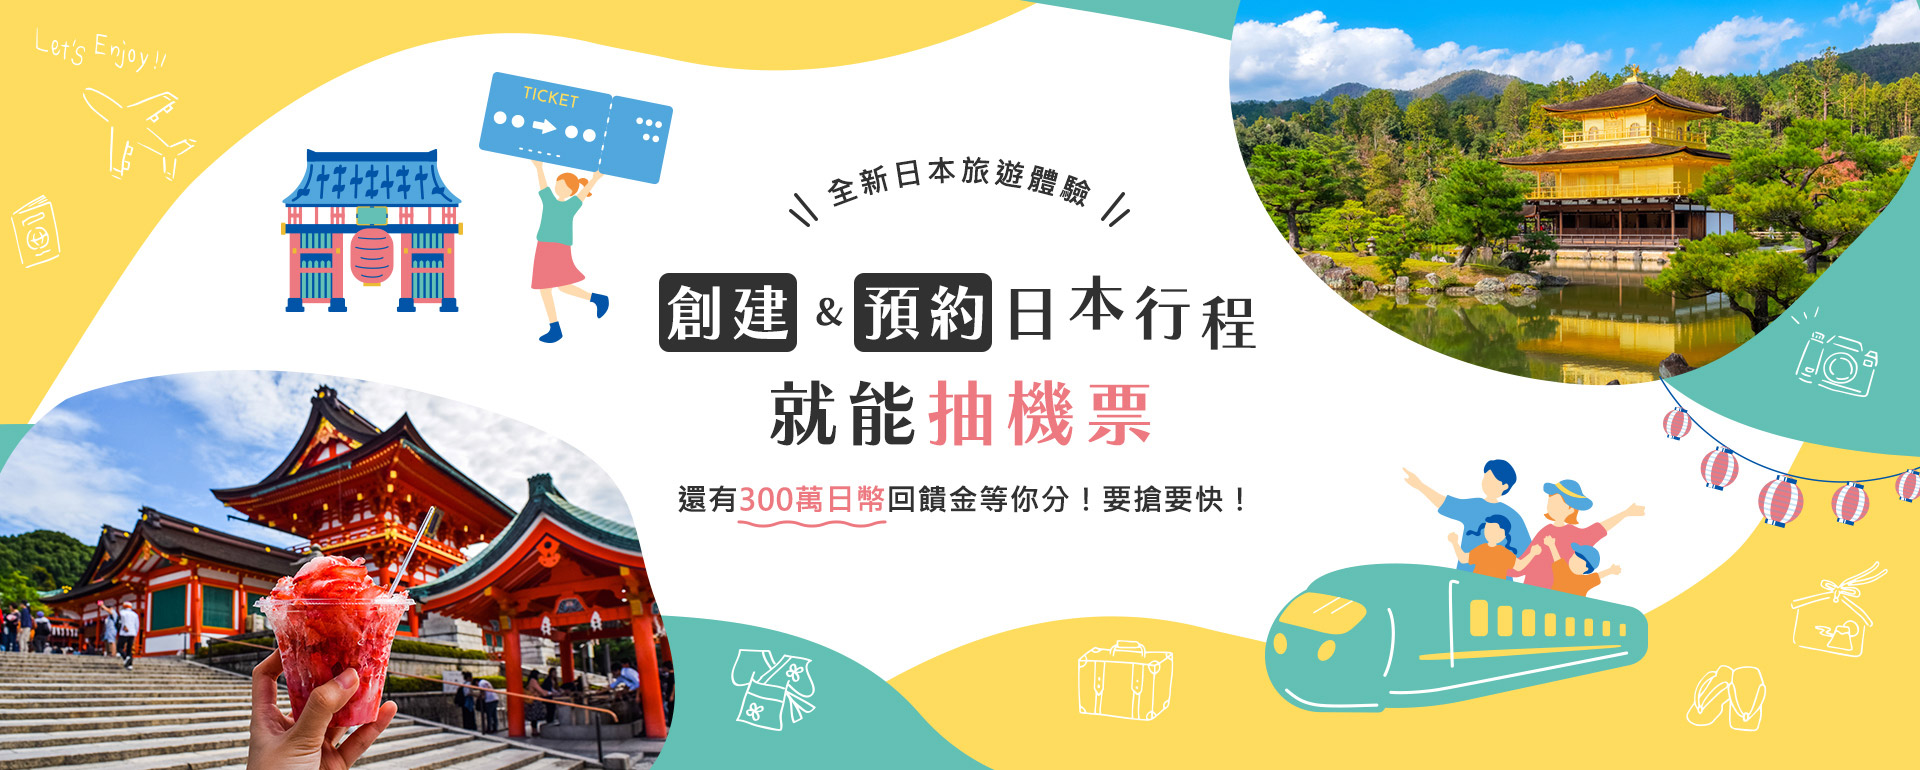 Let's Enjoy!!
TICKET
全新日本旅遊體驗
創建&預約日本行程
就能抽機票
還有300萬日幣回饋金等你分！要搶要快！